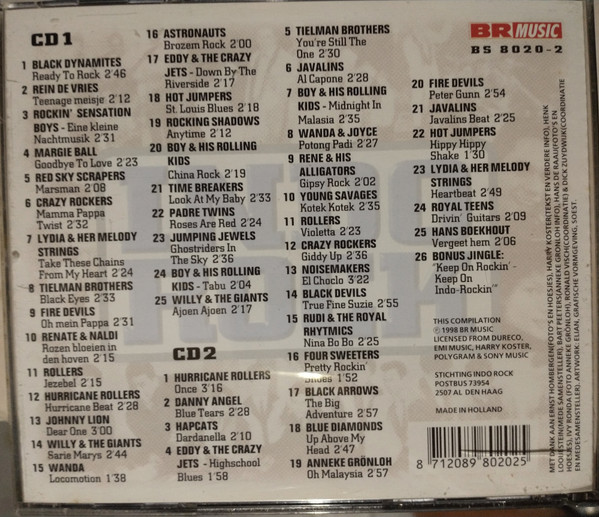 CD 1
1 BLACK DYNAMITES
Ready To Rock 2'46
2 REIN DE VRIES
Teenage meisje 2'12
3 ROCKIN' SENSATION
BOYS - Eine kleine
Nachtmusik 2'31
4 MARGIE BALL
Goodbye To Love 2'23
5 RED SKY SCRAPERS
Marsman 2'08
6 CRAZY ROCKERS
Mamma Pappa
Twist 2'32
7 LYDIA & HER MELODY
STRINGS
Take These Chains
From My Heart 2'24
8 TIELMAN BROTHERS
Black Eyes 2'33
9 FIRE DEVILS
Oh mein Pappa 2'31
10 RENATE & NALDI
Rozen bloeien in
den hoven 2'15
11 ROLLERS
Jezebel 2'15
12 HURRICANE ROLLERS
Hurricane Beat 2'28
13 JOHNNY LION
Dear One 3'00
14 WILLY & THE GIANTS
Sarie Marys 2'44
15 WANDA
Locomotion 1'38
16 ASTRONAUTS
Brozem Rock 2'00
17 EDDY & THE CRAZY
JETS - Down By The
Riverside 2'17
18 HOT JUMPERS
St. Louis Blues 2'18
19 ROCKING SHADOWS
Anytime 2'12
20 BOY & HIS ROLLING
KIDS
China Rock 2'19
21 TIME BREAKERS
Look At My Baby 2'33
22 PADRE TWINS
Roses Are Red 2'24
23 JUMPING JEWELS
Ghostriders In
The Sky 2'36
24 BOY & HIS ROLLING
KIDS - Tabu 2'04
25 WILLY & THE GIANTS
Ajoen Ajoen 2'17
CD2
1 HURRICANE ROLLERS
Once 3'16
2 DANNY ANGEL
Blue Tears 2'28
3 HAPCATS
Dardanella 2'10
4 EDDY & THE CRAZY
JETS - Highschool
Blues 1'58
5 TIELMAN BROTHERS
You're Still The
One 2'30
6 JAVALINS
Al Capone 2'28
7 BOY & HIS ROLLING
KIDS - Midnight In
Malasia 2'35
8 WANDA & JOYCE
Potong Padi 2'27
9 RENE & HIS
ALLIGATORS
Gipsy Rock 2'02
10 YOUNG SAVAGES
Kotek Kotek 2'35
11 ROLLERS
Violetta 2'23
12 CRAZY ROCKERS
Giddy Up 2'36
13 NOISEMAKERS
El Choclo 3'22
14 BLACK DEVILS
True Fine Suzie 2'55
15 RUDI & THE ROYAL
RHYTMICS
Nina Bo Bo 2'25
16 FOUR SWEETERS
Pretty Rockin'
Shoes 1'52
17 BLACK ARROWS
The Big
Adventure 2'57
18 BLUE DIAMONDS
Up Above My
Head 2'47
19 ANNEKE GRÖNLOH
Oh Malaysia 2'57
BR MUSIC
BS 8020-2
20 FIRE DEVILS
Peter Gunn 2'54
21 JAVALINS
Javalins Beat 2'25
22 HOT JUMPERS
Hippy Hippy
Shake 1'30
23 LYDIA & HER MELODY
STRINGS
Heartbeat 2'49
24 ROYAL TEENS
Drivin' Guitars 2'09
25 HANS BOEKHOUT
Vergeet hem 2'06
26 BONUS JINGLE:
"Keep On Rockin' -
Keep On
Indo-Rockin'"
THIS COMPILATION
℗ 1998 BR MUSIC
LICENSED FROM DURECO,
EMI MUSIC, HARRY KOSTER,
POLYGRAM & SONY MUSIC
STICHTING INDO ROCK
POSTBUS 73954
2507 AL DEN HAAG
MADE IN HOLLAND
8 712089 802025
MET DANK AAN ERNST HOMBERGEN(FOTO'S EN HOESJES), HARRY KOSTER(TEKST EN VERDERE INFO), HENK